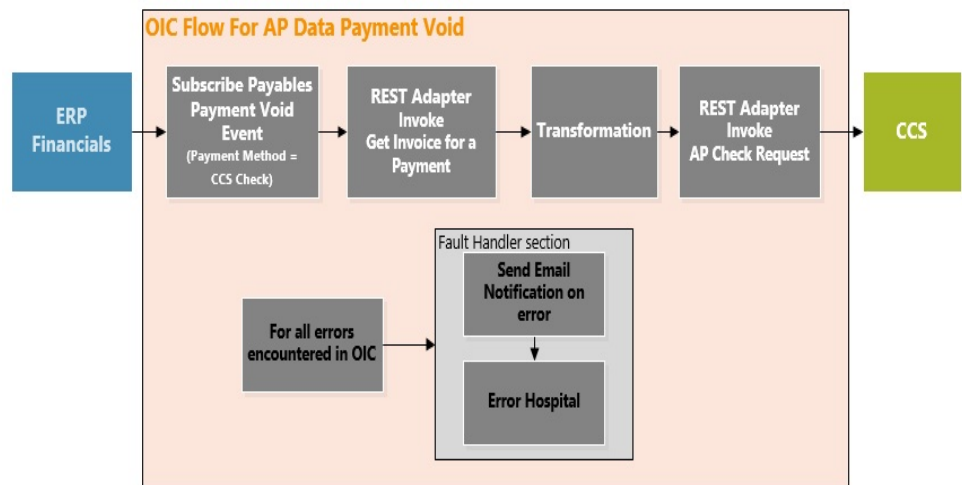 OIC Flow For AP Data Payment Void
ERP
Financials
Subscribe Payables
Payment Void
Event
(Payment Method =
CCS Check)
REST Adapter
Invoke
Get Invoice for a
Payment
Transformation
REST Adapter
Invoke
AP Check Request
CCS
Fault Handler section
Send Email
Notification on
error
For all errors
encountered in OIC
Error Hospital